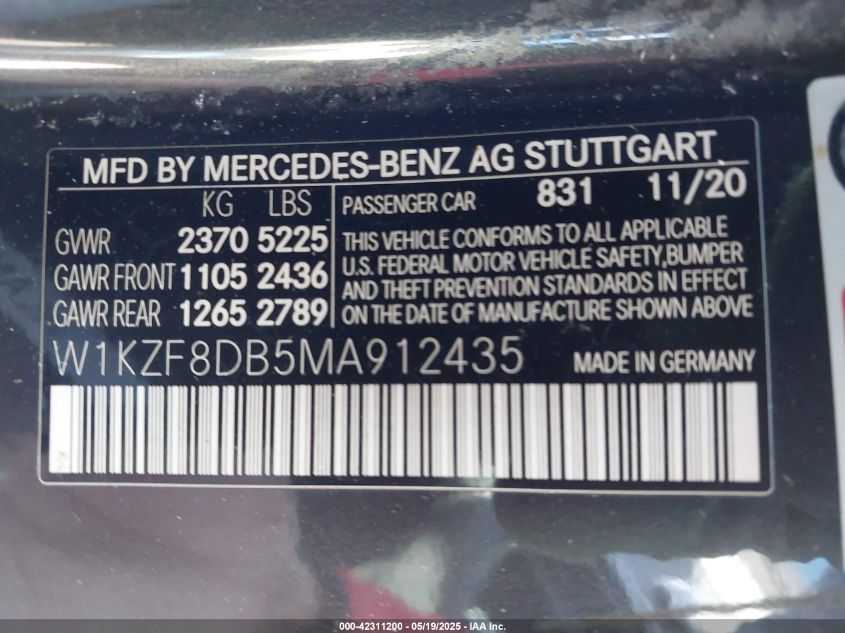 MFD BY MERCEDES-BENZ AG STUTTGART
KG LBS
GVWR 2370 5225
GAWR FRONT 1105 2436
GAWR REAR 1265 2789
PASSENGER CAR 831 11/20
THIS VEHICLE CONFORMS TO ALL APPLICABLE
U.S. FEDERAL MOTOR VEHICLE SAFETY,BUMPER
AND THEFT PREVENTION STANDARDS IN EFFECT
ON THE DATE OF MANUFACTURE SHOWN ABOVE
W1KZF8DB5MA912435 MADE IN GERMANY
000-42311200 - 05/19/2025 - IAA Inc.